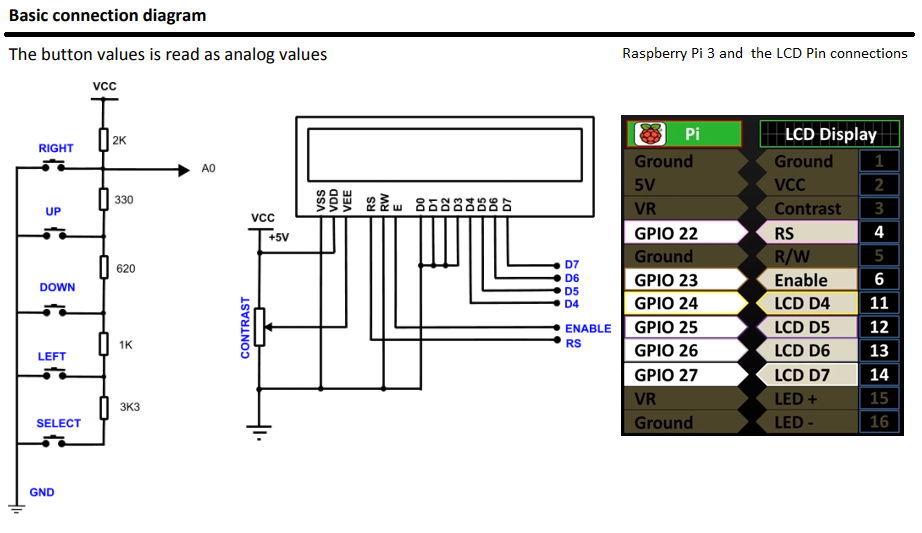 Basic connection diagram
The button values is read as analog values
Raspberry Pi 3 and the LCD Pin connections
VCC
2K
RIGHT
A0
330
UP
620
DOWN
1K
LEFT
3K3
SELECT
GND
VSS
VDD
VEE
RS
RW
E
D0
D1
D2
D3
D4
D5
D6
D7
VCC
+5V
CONTRAST
D7
D6
D5
D4
ENABLE
RS
Pi LCD Display
Ground Ground 1
5V VCC 2
VR Contrast 3
GPIO 22 RS 4
Ground R/W 5
GPIO 23 Enable 6
GPIO 24 LCD D4 11
GPIO 25 LCD D5 12
GPIO 26 LCD D6 13
GPIO 27 LCD D7 14
VR LED + 15
Ground LED - 16